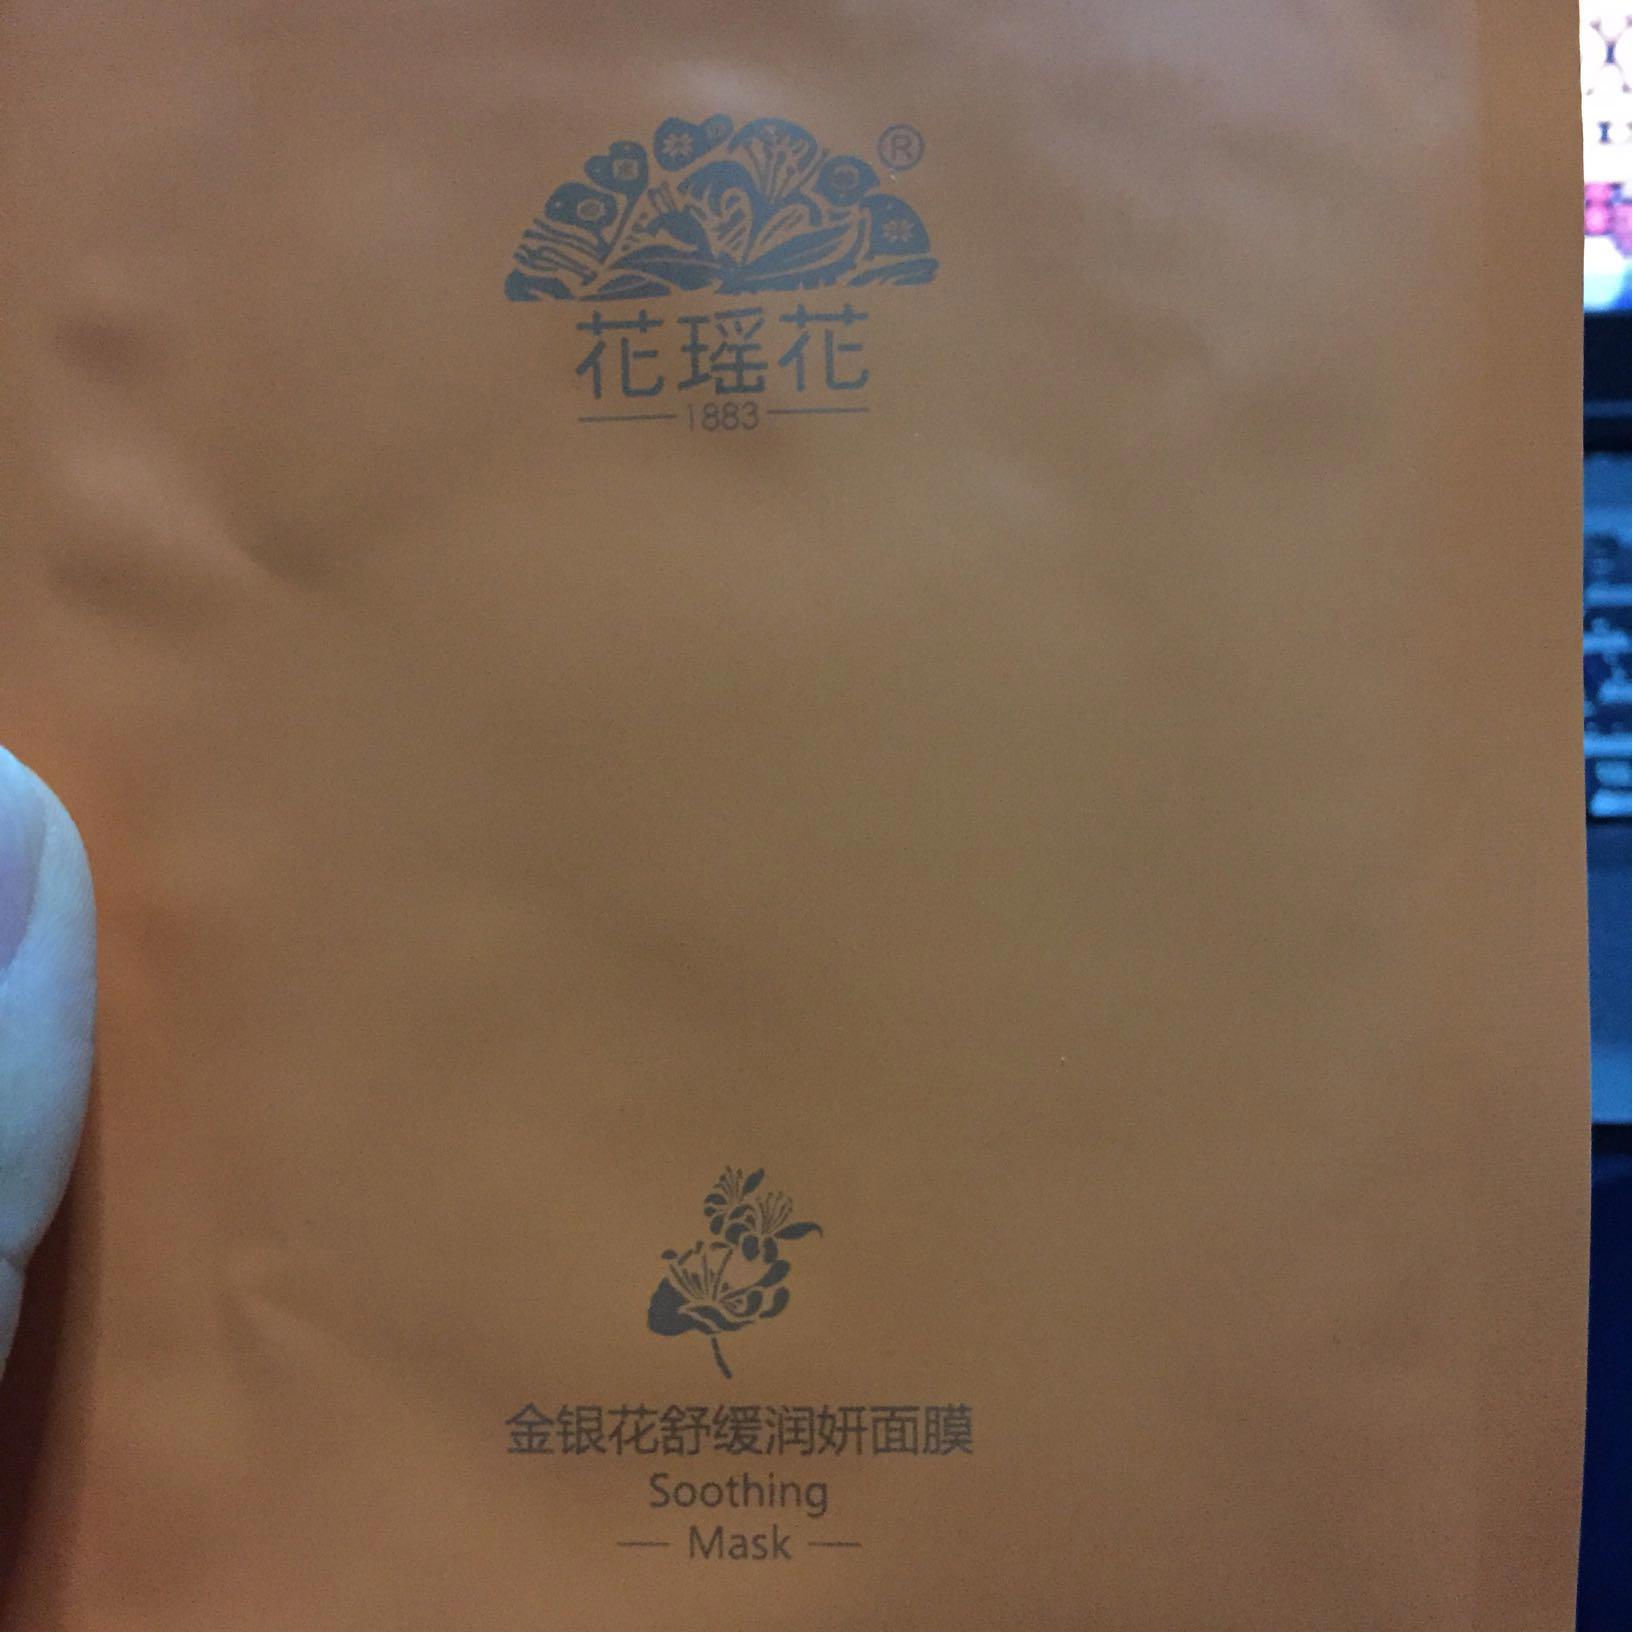 ®
花瑶花
1883
金银花舒缓润妍面膜
Soothing
Mask